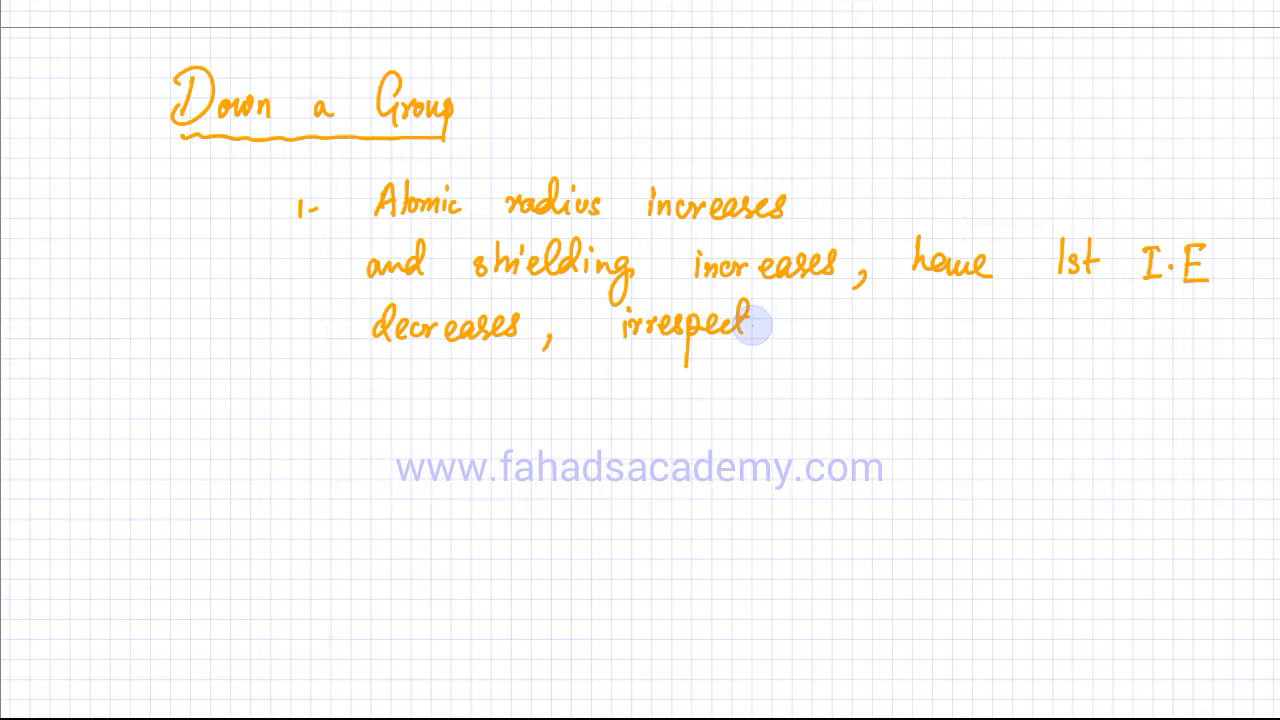 Down a Group
1- Atomic radius increases
and shielding increases, hence 1st I.E
decreases, irrespect
www.fahadsacademy.com